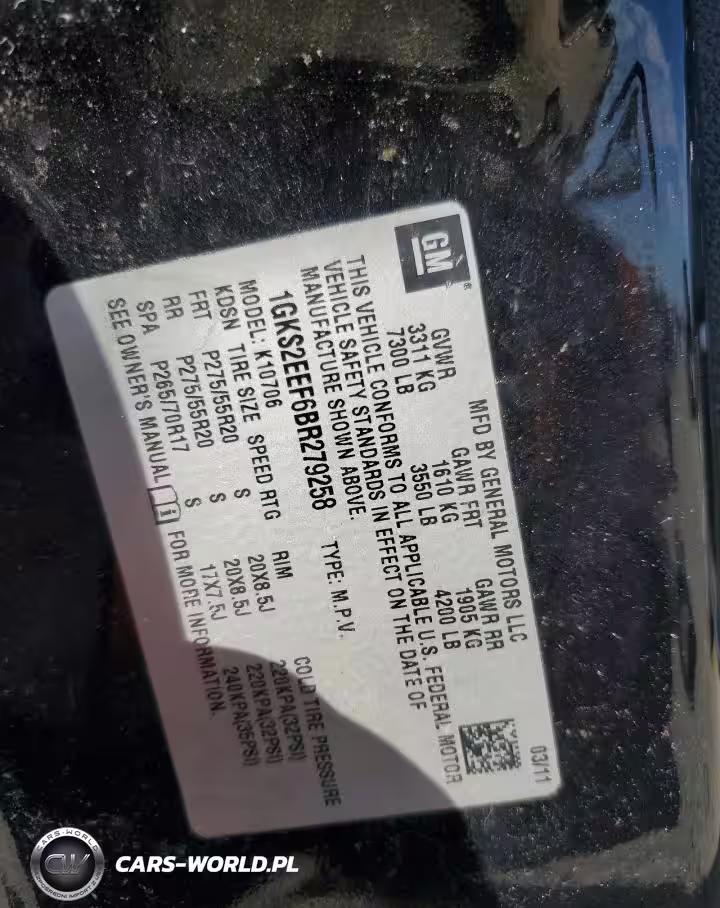 GM ®
MFD BY GENERAL MOTORS LLC 03/11
GVWR GAWR FRT GAWR RR
3311 KG 1610 KG 1905 KG
7300 LB 3550 LB 4200 LB
THIS VEHICLE CONFORMS TO ALL APPLICABLE U.S. FEDERAL MOTOR
VEHICLE SAFETY STANDARDS IN EFFECT ON THE DATE OF
MANUFACTURE SHOWN ABOVE.
1GKS2EEF6BR279258 TYPE: M.P.V.
MODEL: K10706
KDSN TIRE SIZE SPEED RTG RIM COLD TIRE PRESSURE
FRT P275/55R20 S 20X8.5J 220KPA(32PSI)
RR P275/55R20 S 20X8.5J 220KPA(32PSI)
SPA P265/70R17 S 17X7.5J 240KPA(35PSI)
SEE OWNER'S MANUAL i FOR MORE INFORMATION.
CARS-WORLD
CW
CARS-WORLD.PL